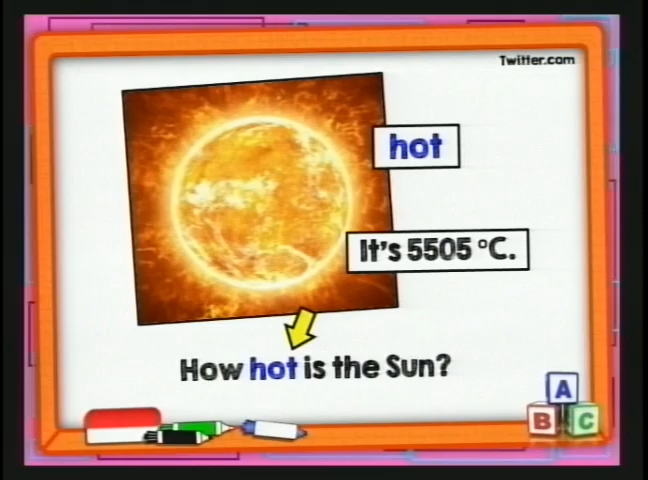 Twitter.com
hot
It's 5505 °C.
How hot is the Sun?
A
B C